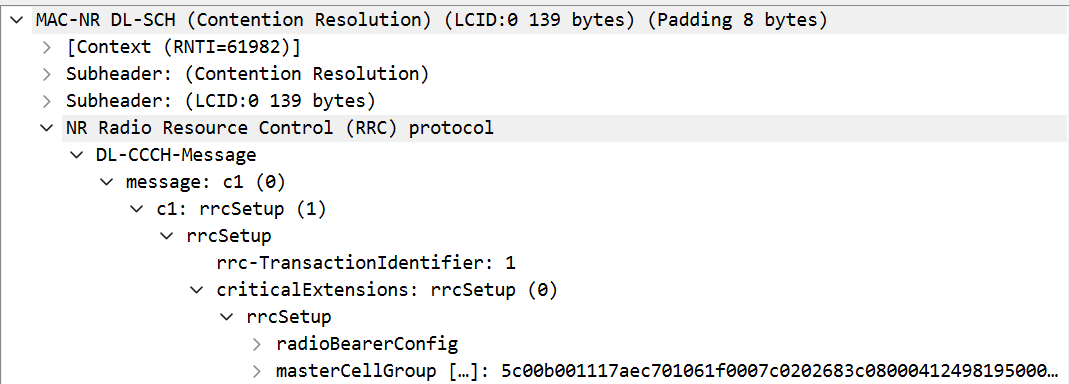 MAC-NR DL-SCH (Contention Resolution) (LCID:0 139 bytes) (Padding 8 bytes)
[Context (RNTI=61982)]
Subheader: (Contention Resolution)
Subheader: (LCID:0 139 bytes)
NR Radio Resource Control (RRC) protocol
DL-CCCH-Message
message: c1 (0)
c1: rrcSetup (1)
rrcSetup
rrc-TransactionIdentifier: 1
criticalExtensions: rrcSetup (0)
rrcSetup
radioBearerConfig
masterCellGroup […]: 5c00b001117aec701061f0007c0202683c08000412498195000…